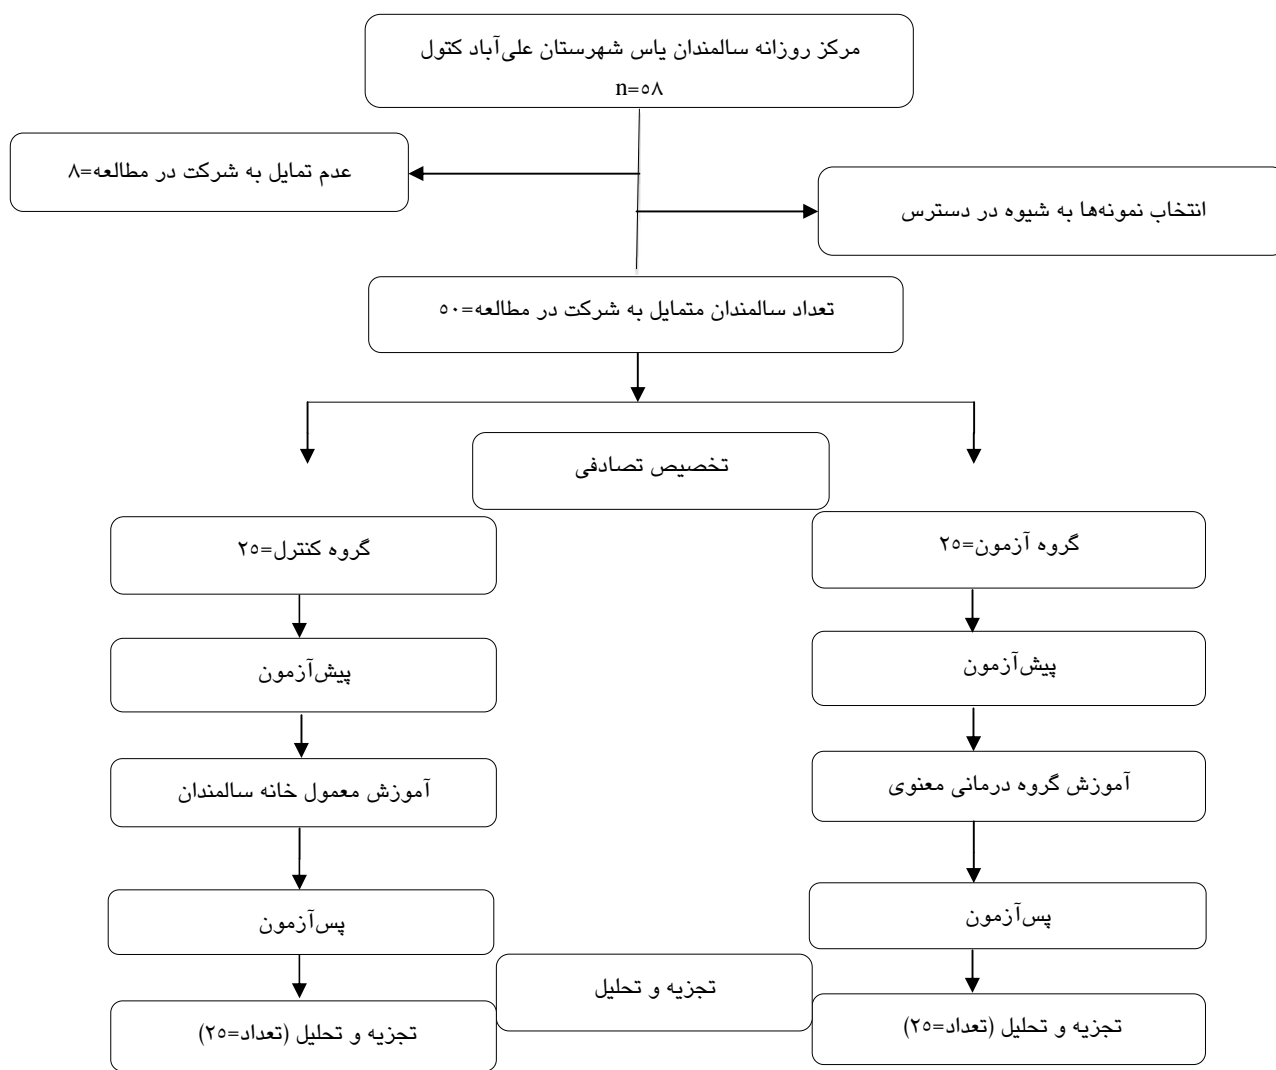 مرکز روزانه سالمندان یاس شهرستان علی‌آباد کتول
n=۵۸
عدم تمایل به شرکت در مطالعه=۸
انتخاب نمونه‌ها به شیوه در دسترس
تعداد سالمندان متمایل به شرکت در مطالعه=۵۰
تخصیص تصادفی
گروه آزمون=۲۵
گروه کنترل=۲۵
پیش‌آزمون
پیش‌آزمون
آموزش گروه درمانی معنوی
آموزش معمول خانه سالمندان
پس‌آزمون
پس‌آزمون
تجزیه و تحلیل
تجزیه و تحلیل (تعداد=۲۵)
تجزیه و تحلیل (تعداد=۲۵)